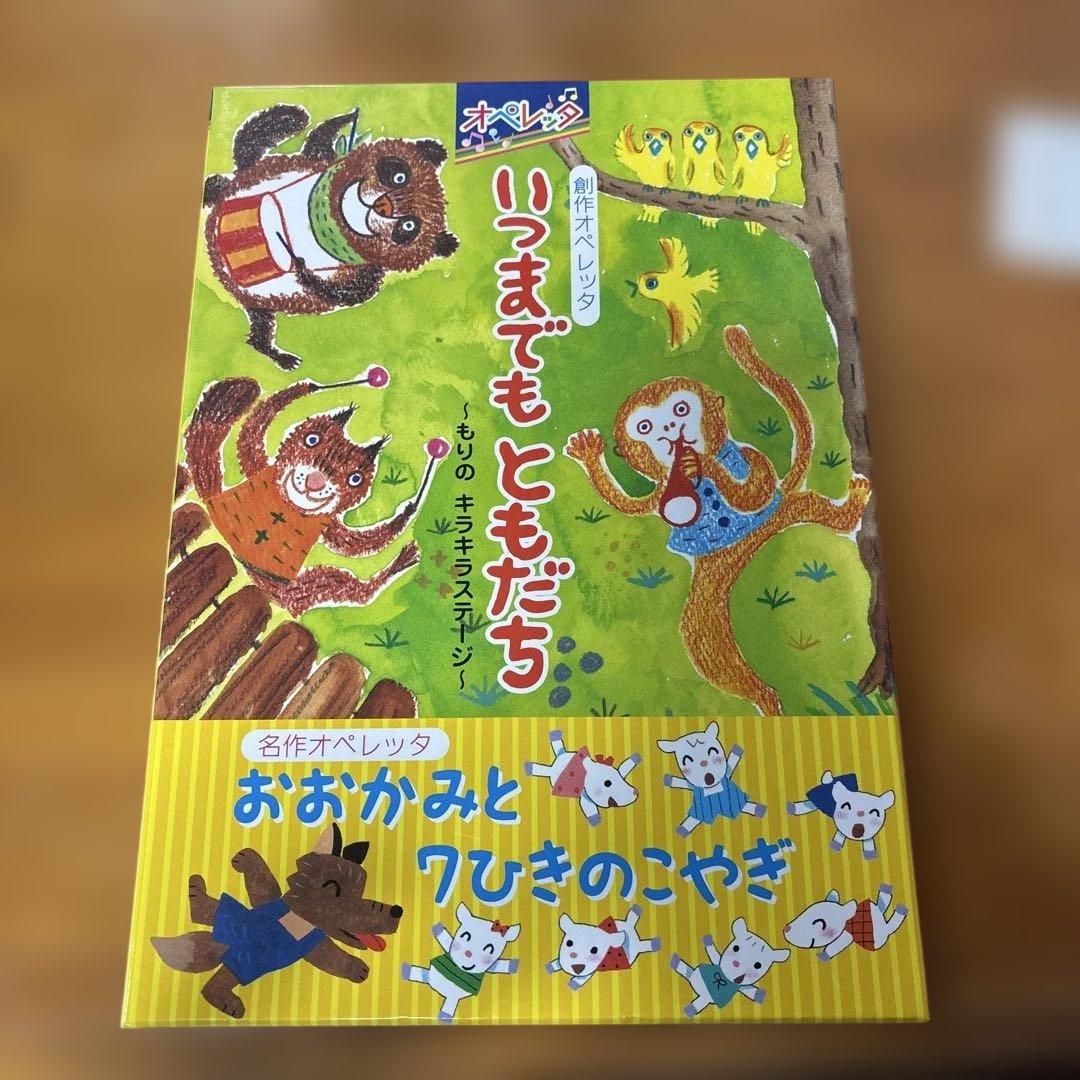 オペレッタ
創作オペレッタ
いつまでも ともだち
～もりの キラキラステージ～
名作オペレッタ
おおかみと
7ひきのこやぎ